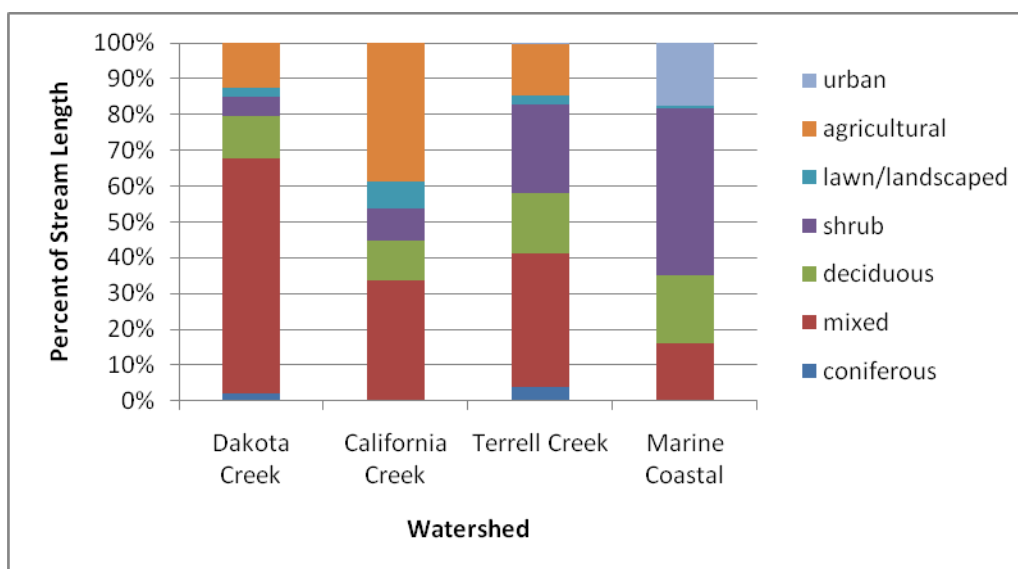 100%
90%
80%
70%
60%
50%
40%
30%
20%
10%
0%
Percent of Stream Length
Dakota
Creek
California
Creek
Terrell Creek
Marine
Coastal
Watershed
urban
agricultural
lawn/landscaped
shrub
deciduous
mixed
coniferous